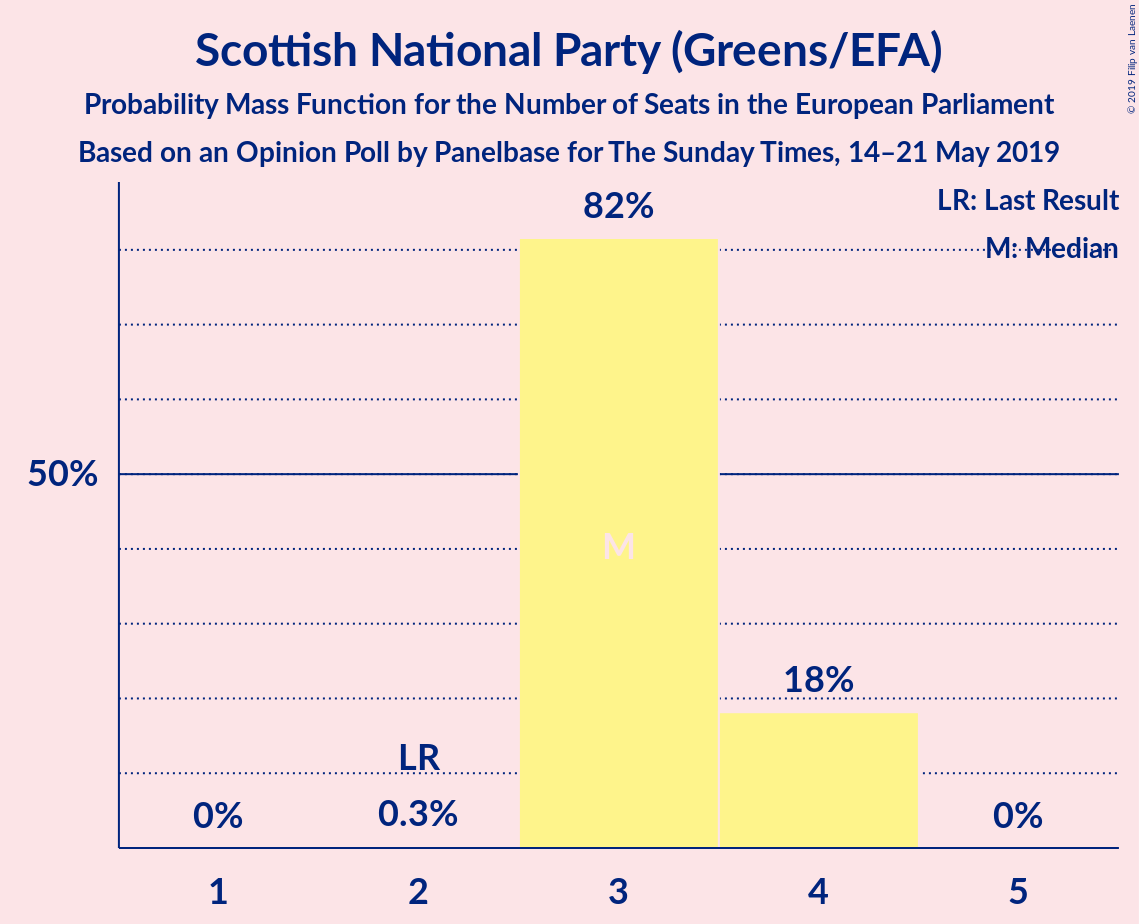 Scottish National Party (Greens/EFA)
Probability Mass Function for the Number of Seats in the European Parliament
Based on an Opinion Poll by Panelbase for The Sunday Times, 14–21 May 2019
© 2019 Filip van Laenen
LR: Last Result
M: Median
82%
50%
M
18%
LR
0%
0.3%
0%
1
2
3
4
5